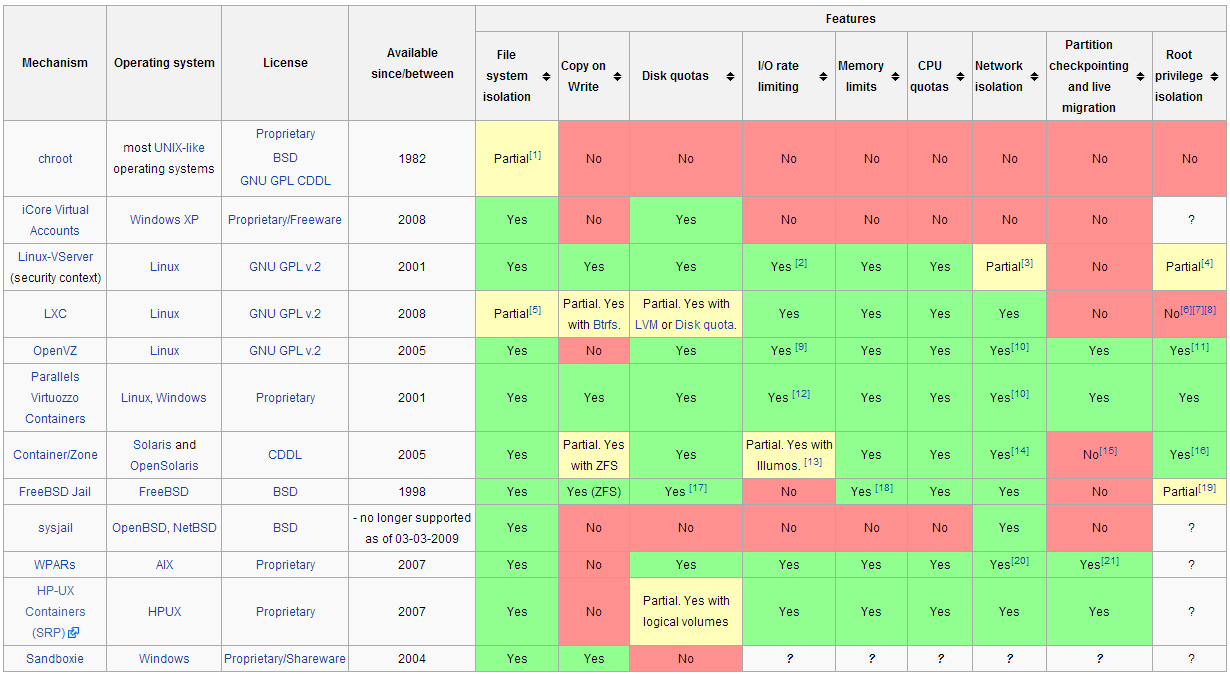 Mechanism
Operating system
License
Available
since/between
Features
File
system
isolation
Copy on
Write
Disk quotas
I/O rate
limiting
Memory
limits
CPU
quotas
Network
isolation
Partition
checkpointing
and live
migration
Root
privilege
isolation
chroot
most UNIX-like
operating systems
Proprietary
BSD
GNU GPL CDDL
1982
Partial[1]
No
No
No
No
No
No
No
No
iCore Virtual
Accounts
Windows XP
Proprietary/Freeware
2008
Yes
No
Yes
No
No
No
No
No
?
Linux-VServer
(security context)
Linux
GNU GPL v.2
2001
Yes
Yes
Yes
Yes [2]
Yes
Yes
Partial[3]
No
Partial[4]
LXC
Linux
GNU GPL v.2
2008
Partial[5]
Partial. Yes
with Btrfs.
Partial. Yes with
LVM or Disk quota.
Yes
Yes
Yes
Yes
No
No[6][7][8]
OpenVZ
Linux
GNU GPL v.2
2005
Yes
No
Yes
Yes [9]
Yes
Yes
Yes[10]
Yes
Yes[11]
Parallels
Virtuozzo
Containers
Linux, Windows
Proprietary
2001
Yes
Yes
Yes
Yes [12]
Yes
Yes
Yes[10]
Yes
Yes
Container/Zone
Solaris and
OpenSolaris
CDDL
2005
Yes
Partial. Yes
with ZFS
Yes
Partial. Yes with
Illumos. [13]
Yes
Yes
Yes[14]
No[15]
Yes[16]
FreeBSD Jail
FreeBSD
BSD
1998
Yes
Yes (ZFS)
Yes [17]
No
Yes [18]
Yes
Yes
No
Partial[19]
sysjail
OpenBSD, NetBSD
BSD
- no longer supported
as of 03-03-2009
Yes
No
No
No
No
No
Yes
No
?
WPARs
AIX
Proprietary
2007
Yes
No
Yes
Yes
Yes
Yes
Yes[20]
Yes[21]
?
HP-UX
Containers
(SRP)
HPUX
Proprietary
2007
Yes
No
Partial. Yes with
logical volumes
Yes
Yes
Yes
Yes
Yes
?
Sandboxie
Windows
Proprietary/Shareware
2004
Yes
Yes
No
?
?
?
?
?
?